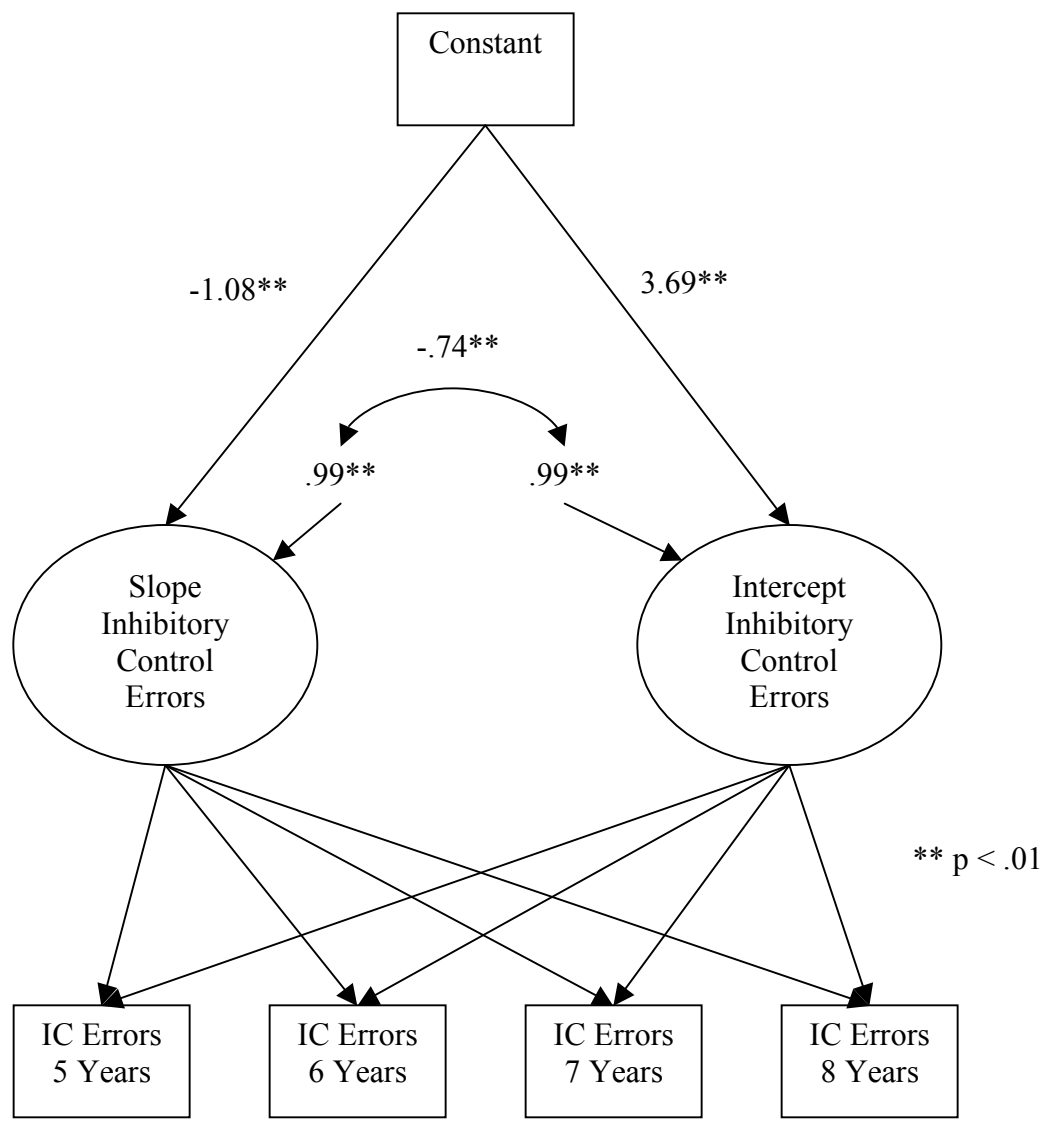 Constant
-1.08**
3.69**
-.74**
.99**
.99**
Slope
Inhibitory
Control
Errors
Intercept
Inhibitory
Control
Errors
** p < .01
IC Errors
5 Years
IC Errors
6 Years
IC Errors
7 Years
IC Errors
8 Years